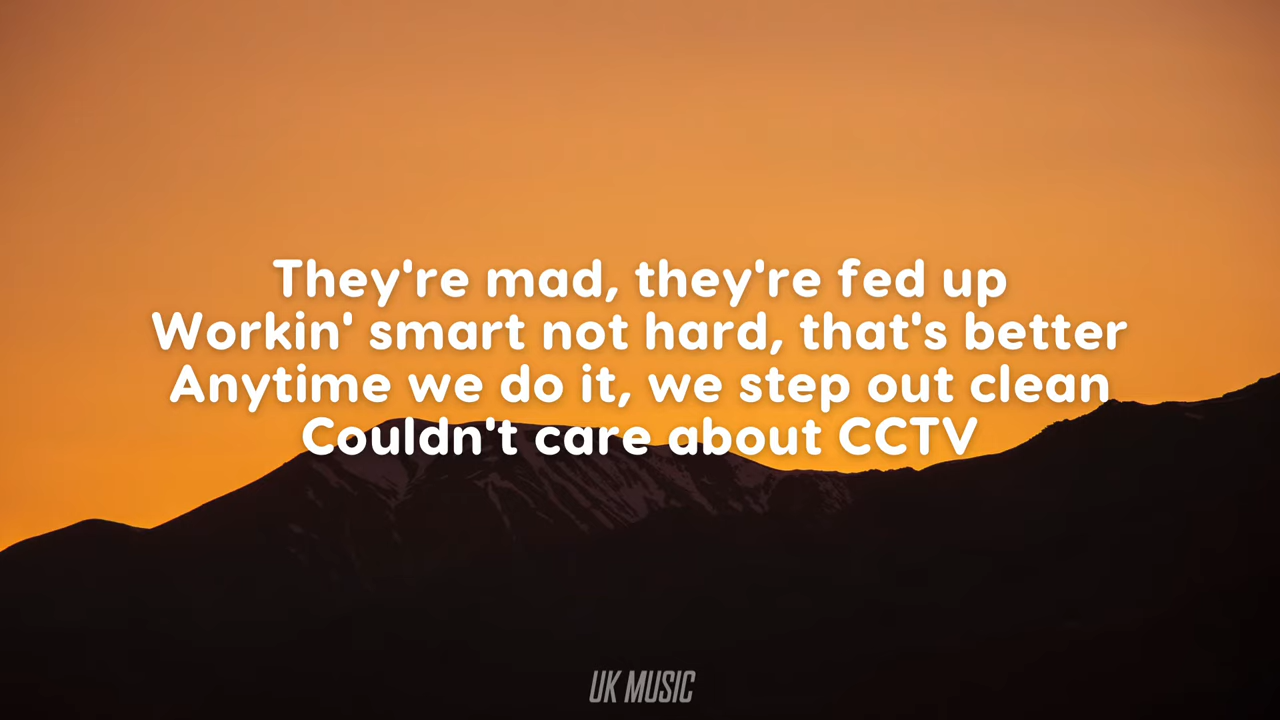 They're mad, they're fed up
Workin' smart not hard, that's better
Anytime we do it, we step out clean
Couldn't care about CCTV
UK MUSIC